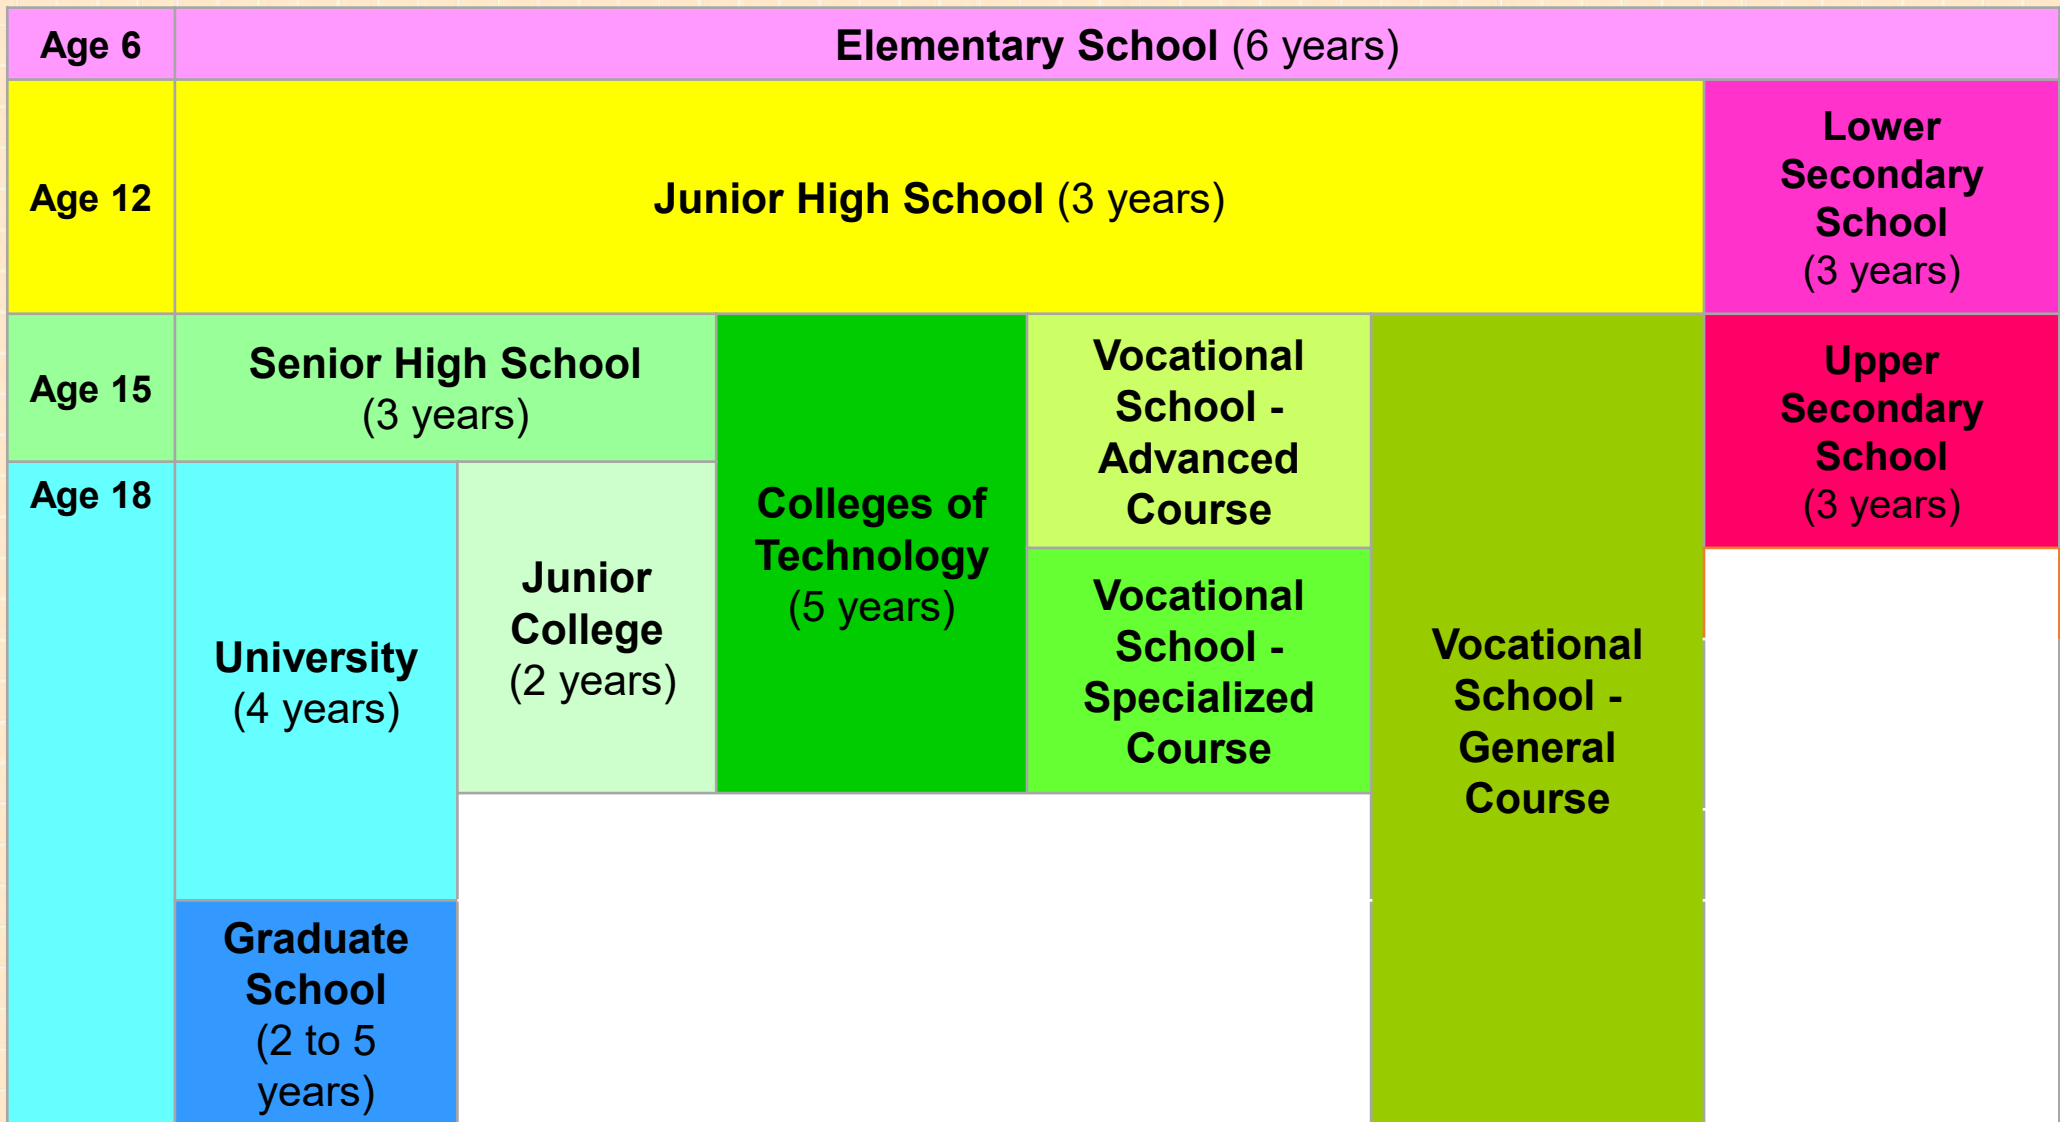 Age 6
Elementary School (6 years)
Age 12
Junior High School (3 years)
Lower
Secondary
School
(3 years)
Age 15
Senior High School
(3 years)
Colleges of
Technology
(5 years)
Vocational
School -
Advanced
Course
Vocational
School -
General
Course
Upper
Secondary
School
(3 years)
Age 18
University
(4 years)
Junior
College
(2 years)
Vocational
School -
Specialized
Course
Graduate
School
(2 to 5
years)